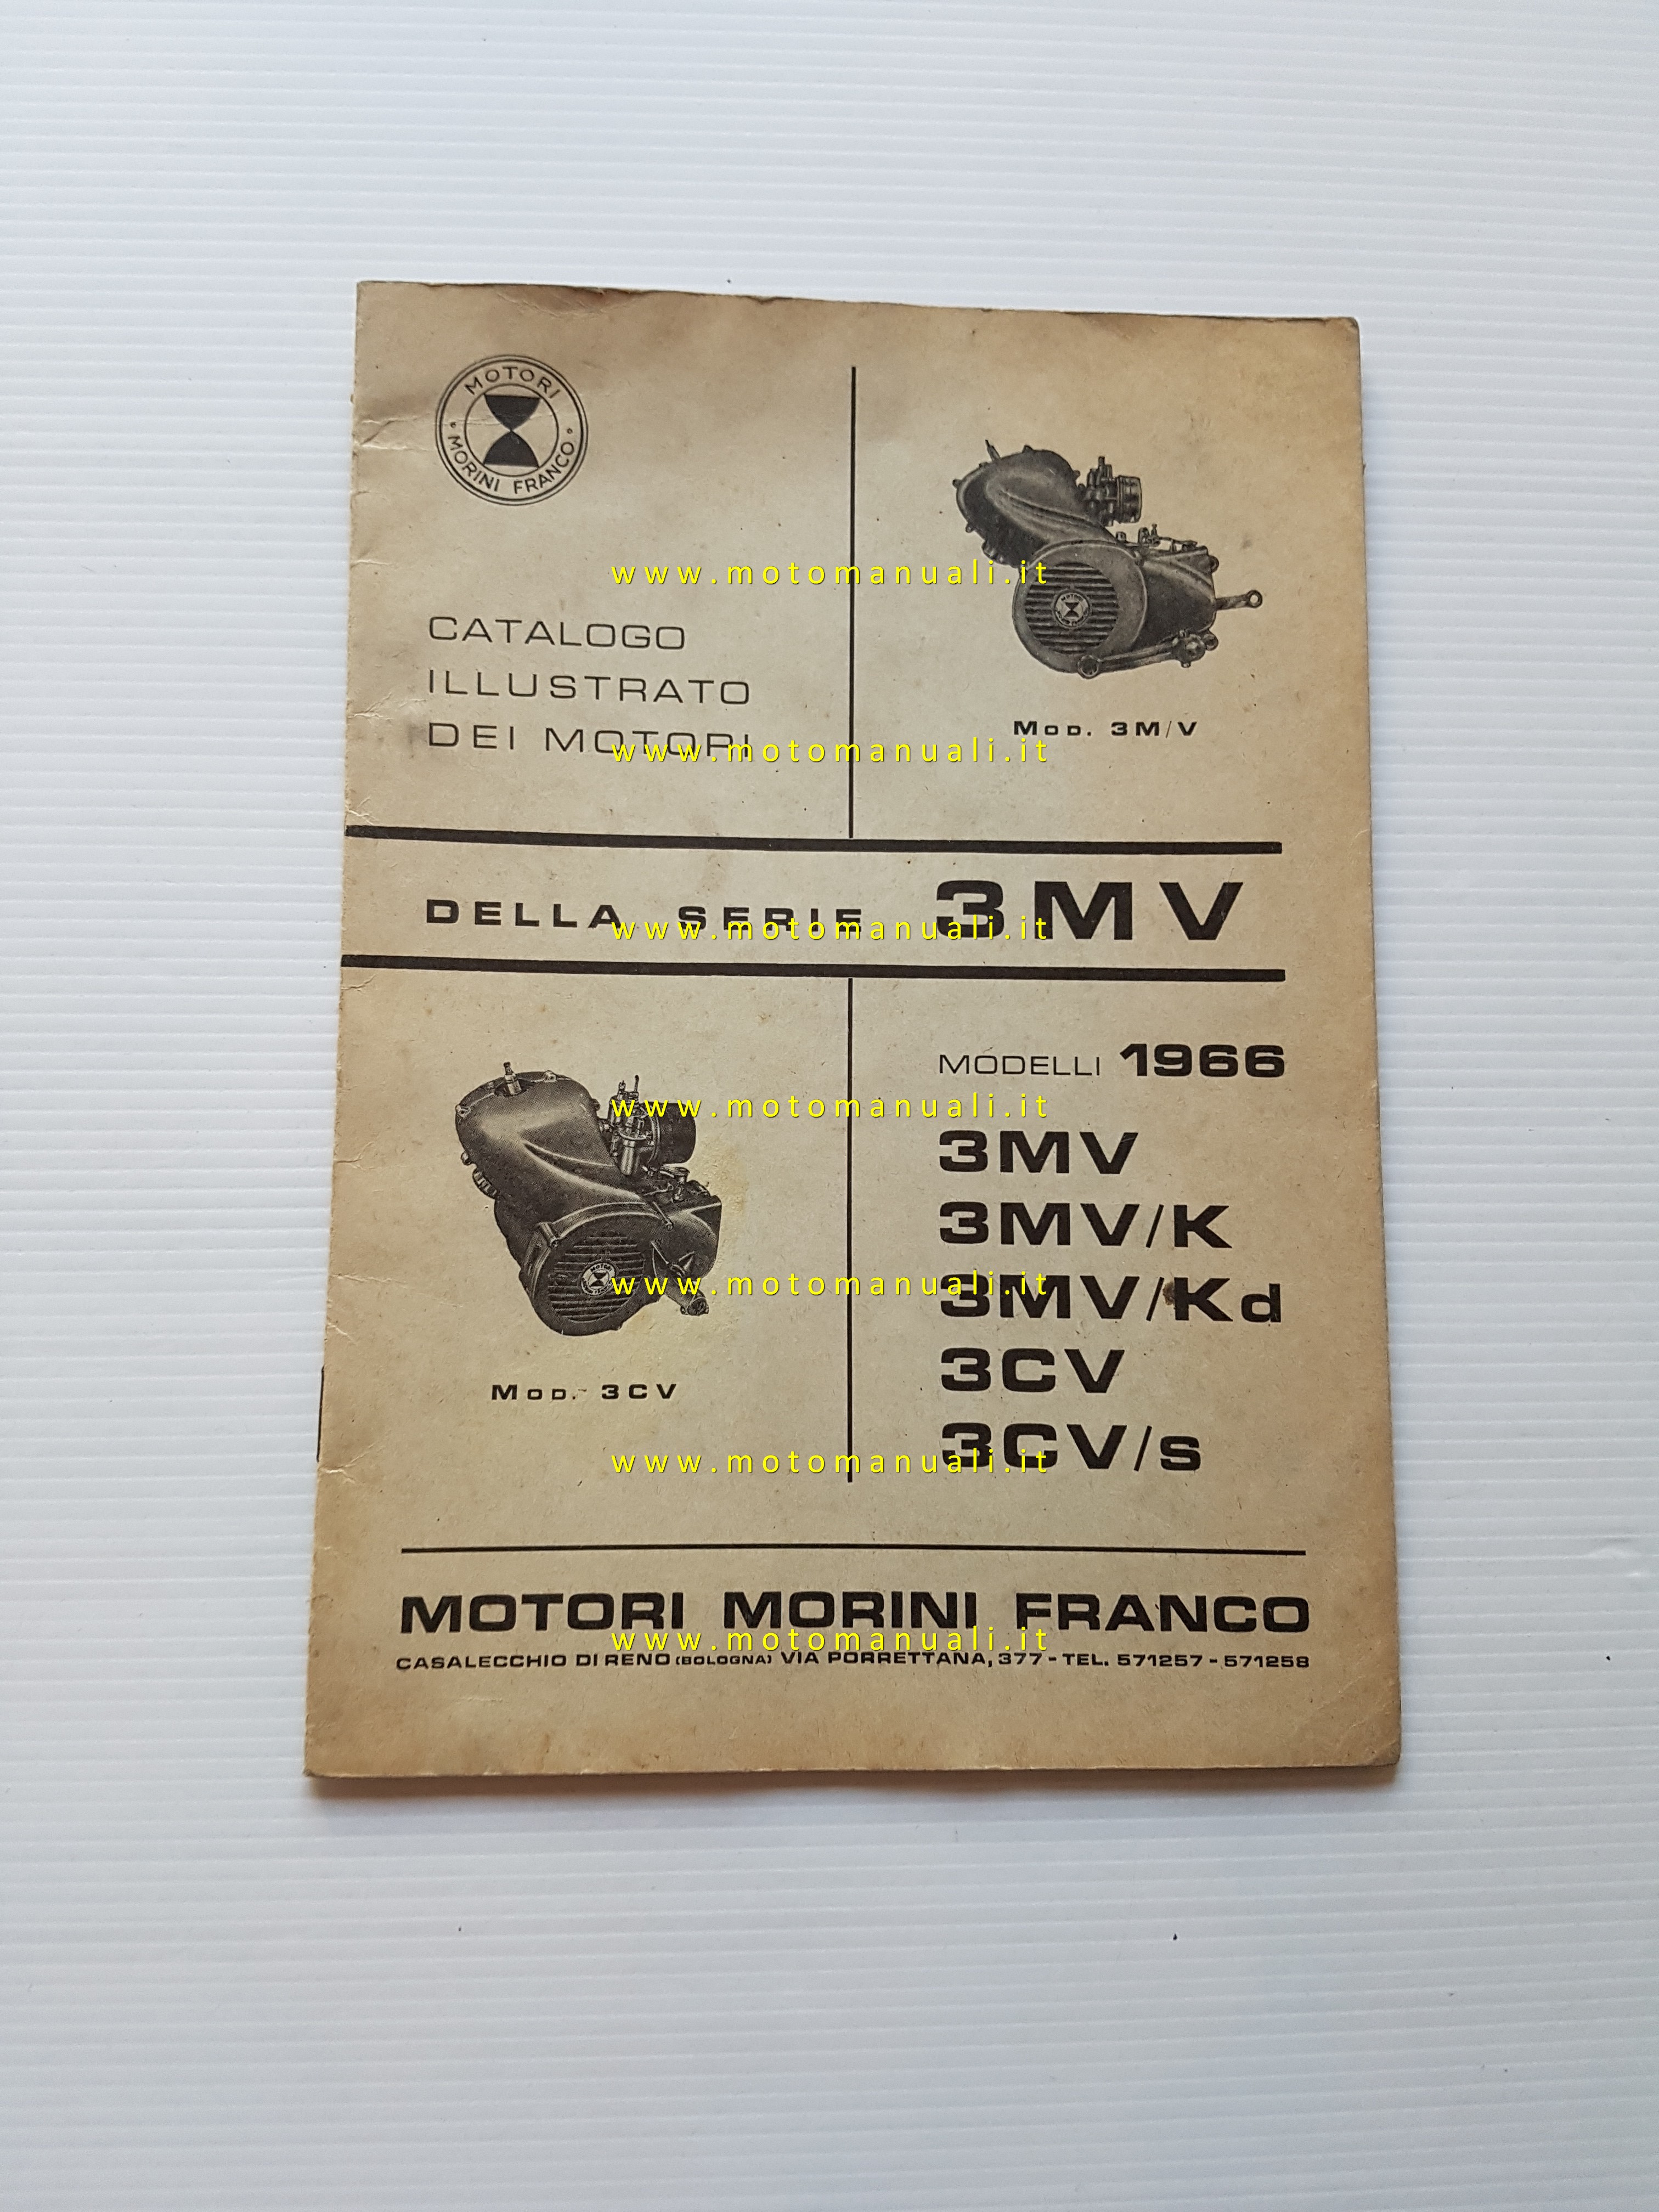 MOTORI
MORINI FRANCO
CATALOGO
ILLUSTRATO
DEI MOTORI
Mod. 3M/V
DELLA SERIE 3MV
Mod. 3CV
MODELLI 1966
3MV
3MV/K
3MV/Kd
3CV
3CV/s
MOTORI MORINI FRANCO
CASALECCHIO DI RENO (BOLOGNA) VIA PORRETTANA, 377 - TEL. 571257 - 571258
www.motomanuali.it
www.motomanuali.it
www.motomanuali.it
www.motomanuali.it
www.motomanuali.it
www.motomanuali.it
www.motomanuali.it